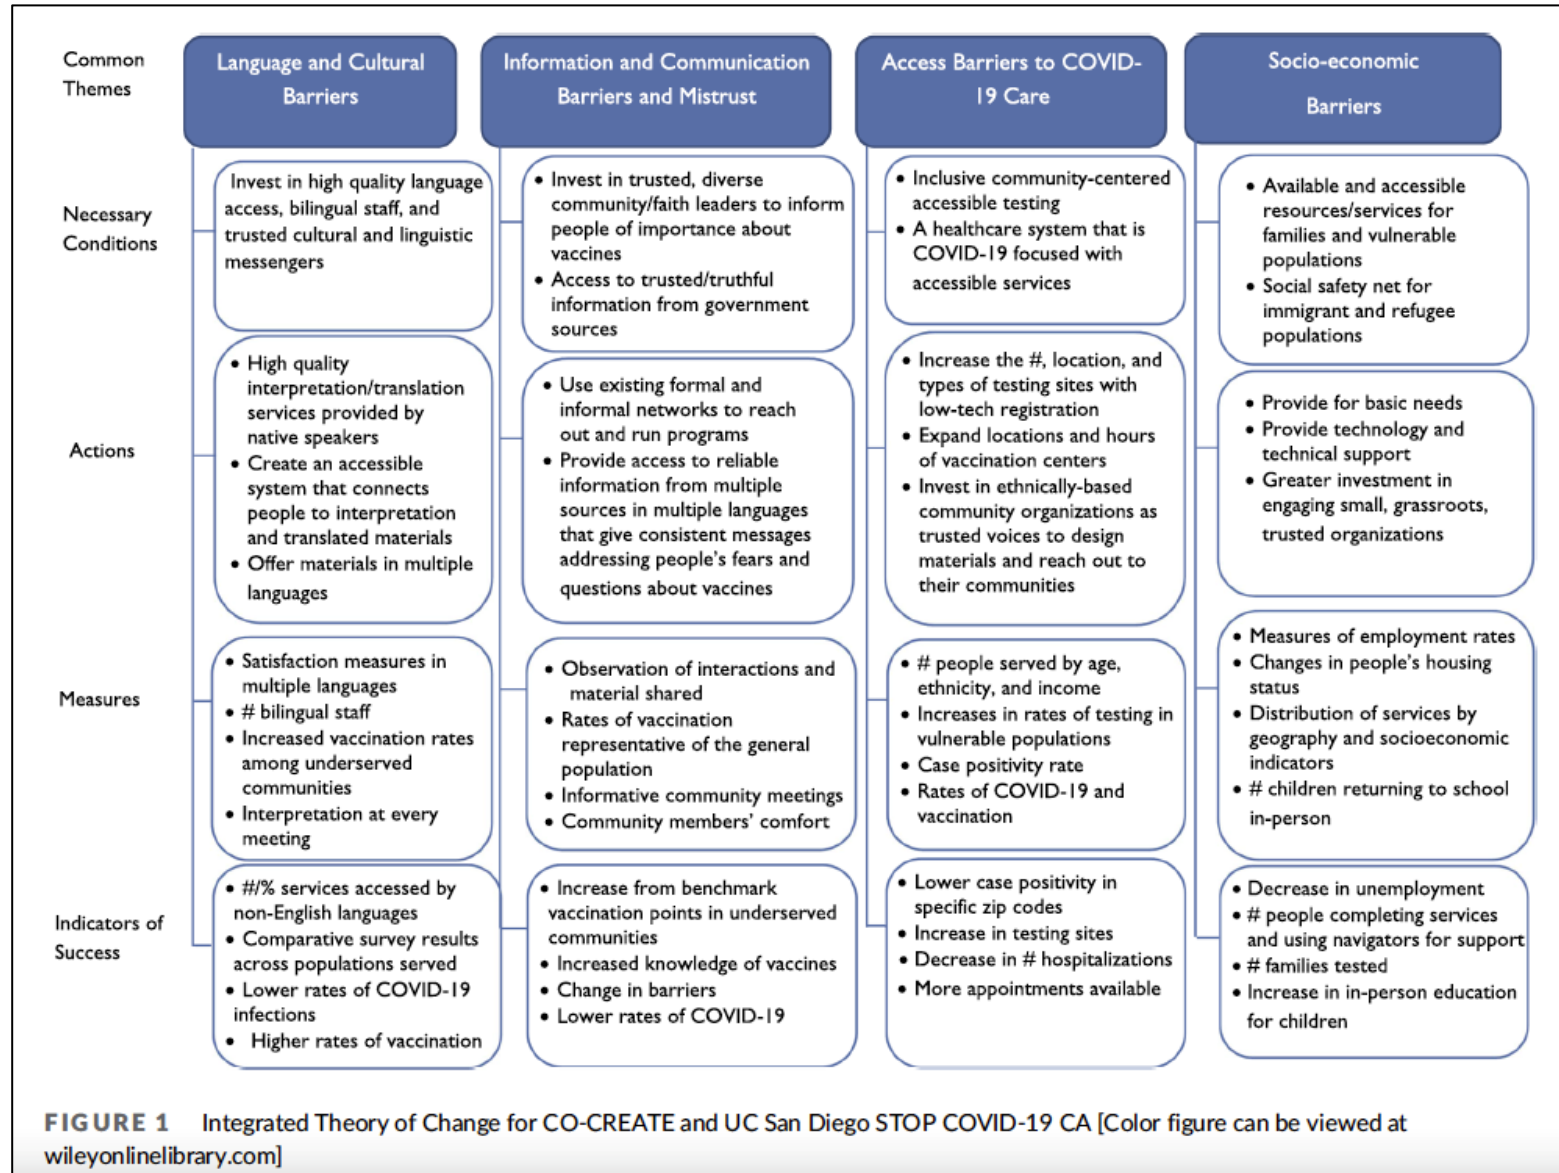 Common
Themes
Language and Cultural
Barriers
Information and Communication
Barriers and Mistrust
Access Barriers to COVID-
19 Care
Socio-economic
Barriers
Necessary
Conditions
Invest in high quality language
access, bilingual staff, and
trusted cultural and linguistic
messengers
• Invest in trusted, diverse
community/faith leaders to inform
people of importance about
vaccines
• Access to trusted/truthful
information from government
sources
• Inclusive community-centered
accessible testing
• A healthcare system that is
COVID-19 focused with
accessible services
• Available and accessible
resources/services for
families and vulnerable
populations
• Social safety net for
immigrant and refugee
populations
Actions
• High quality
interpretation/translation
services provided by
native speakers
• Create an accessible
system that connects
people to interpretation
and translated materials
• Offer materials in multiple
languages
• Use existing formal and
informal networks to reach
out and run programs
• Provide access to reliable
information from multiple
sources in multiple languages
that give consistent messages
addressing people's fears and
questions about vaccines
• Increase the #, location, and
types of testing sites with
low-tech registration
• Expand locations and hours
of vaccination centers
• Invest in ethnically-based
community organizations as
trusted voices to design
materials and reach out to
their communities
• Provide for basic needs
• Provide technology and
technical support
• Greater investment in
engaging small, grassroots,
trusted organizations
Measures
• Satisfaction measures in
multiple languages
• # bilingual staff
• Increased vaccination rates
among underserved
communities
• Interpretation at every
meeting
• Observation of interactions and
material shared
• Rates of vaccination
representative of the general
population
• Informative community meetings
• Community members' comfort
• # people served by age,
ethnicity, and income
• Increases in rates of testing in
vulnerable populations
• Case positivity rate
• Rates of COVID-19 and
vaccination
• Measures of employment rates
• Changes in people's housing
status
• Distribution of services by
geography and socioeconomic
indicators
• # children returning to school
in-person
Indicators of
Success
• #/% services accessed by
non-English languages
• Comparative survey results
across populations served
• Lower rates of COVID-19
infections
• Higher rates of vaccination
• Increase from benchmark
vaccination points in underserved
communities
• Increased knowledge of vaccines
• Change in barriers
• Lower rates of COVID-19
• Lower case positivity in
specific zip codes
• Increase in testing sites
• Decrease in # hospitalizations
• More appointments available
• Decrease in unemployment
• # people completing services
and using navigators for support
• # families tested
• Increase in in-person education
for children
FIGURE 1 Integrated Theory of Change for CO-CREATE and UC San Diego STOP COVID-19 CA [Color figure can be viewed at
wileyonlinelibrary.com]